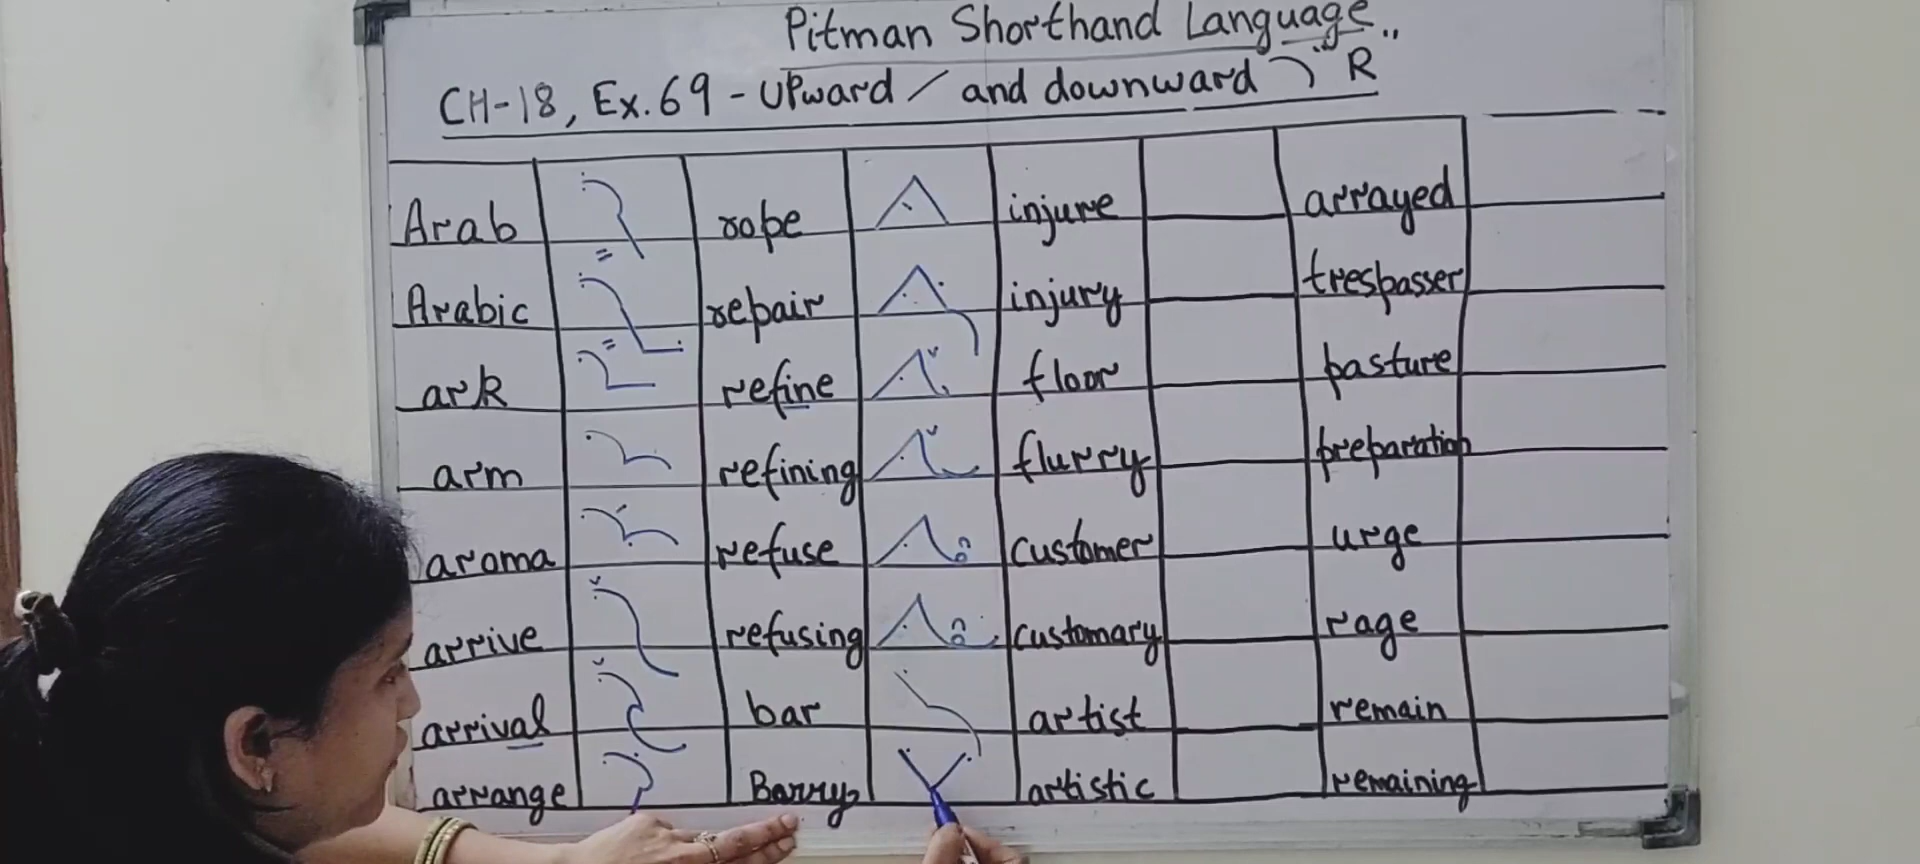 Pitman Shorthand Language
CH-18, Ex.69 - Upward / and downward ) "R"
Arab rope injure arrayed
Arabic repair injury trespasser
ark refine floor pasture
arm refining flurry preparation
aroma refuse customer urge
arrive refusing customary rage
arrival bar artist remain
arrange Barry artistic remaining